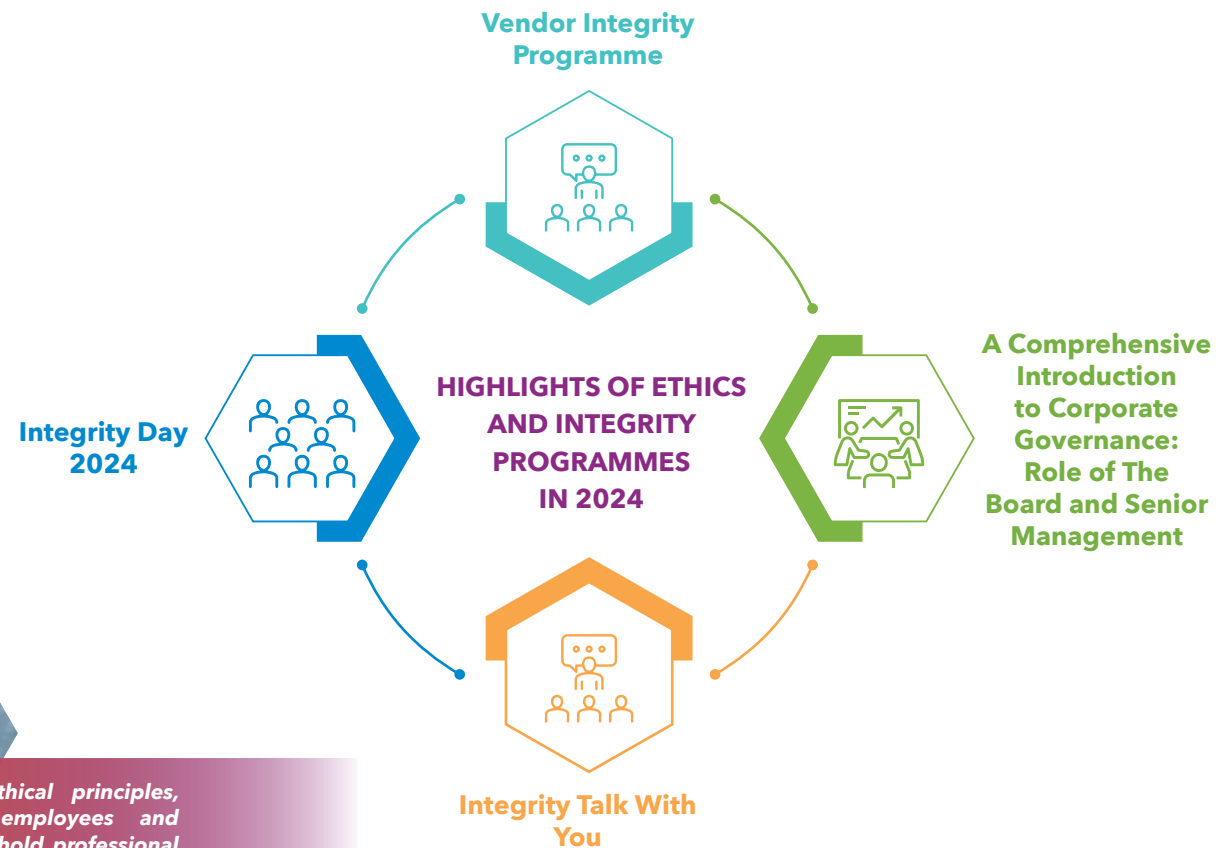 Vendor Integrity
Programme
HIGHLIGHTS OF ETHICS
AND INTEGRITY
PROGRAMMES
IN 2024
A Comprehensive
Introduction
to Corporate
Governance:
Role of The
Board and Senior
Management
Integrity Day
2024
Integrity Talk With
You
principles,
employees and
professional